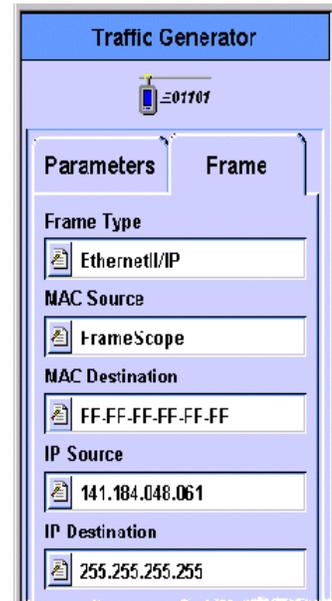 Traffic Generator
01101
Parameters Frame
Frame Type
EthernetII/IP
MAC Source
FrameScope
MAC Destination
FF-FF-FF-FF-FF-FF
IP Source
141.184.048.061
IP Destination
255.255.255.255